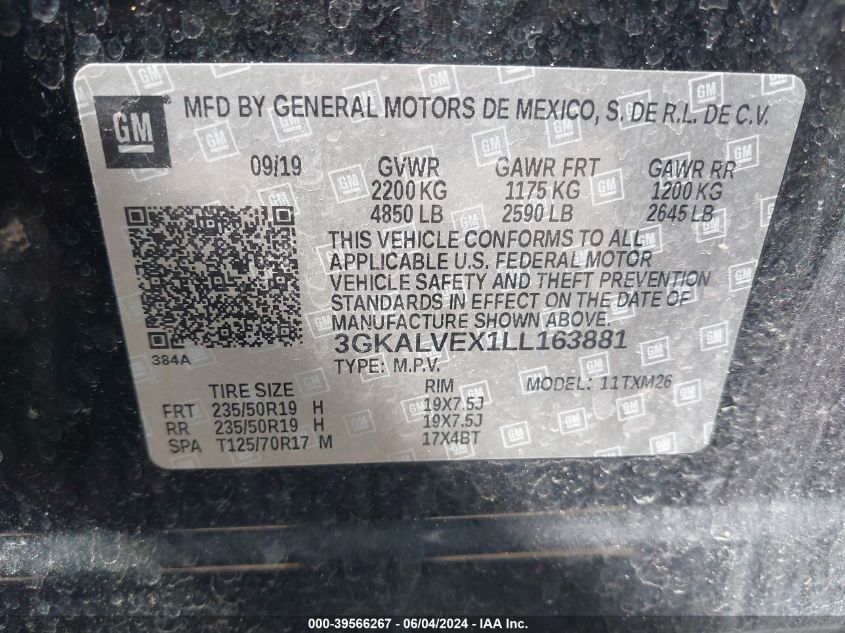 GM
MFD BY GENERAL MOTORS DE MEXICO, S. DE R.L. DE C.V.
09/19 GVWR GAWR FRT GAWR RR
2200 KG 1175 KG 1200 KG
4850 LB 2590 LB 2645 LB
THIS VEHICLE CONFORMS TO ALL
APPLICABLE U.S. FEDERAL MOTOR
VEHICLE SAFETY AND THEFT PREVENTION
STANDARDS IN EFFECT ON THE DATE OF
MANUFACTURE SHOWN ABOVE.
3GKALVEX1LL163881
384A
TYPE: M.P.V. MODEL: 11TXM26
TIRE SIZE RIM
FRT 235/50R19 H 19X7.5J
RR 235/50R19 H 19X7.5J
SPA T125/70R17 M 17X4BT
000-39566267 - 06/04/2024 - IAA Inc.